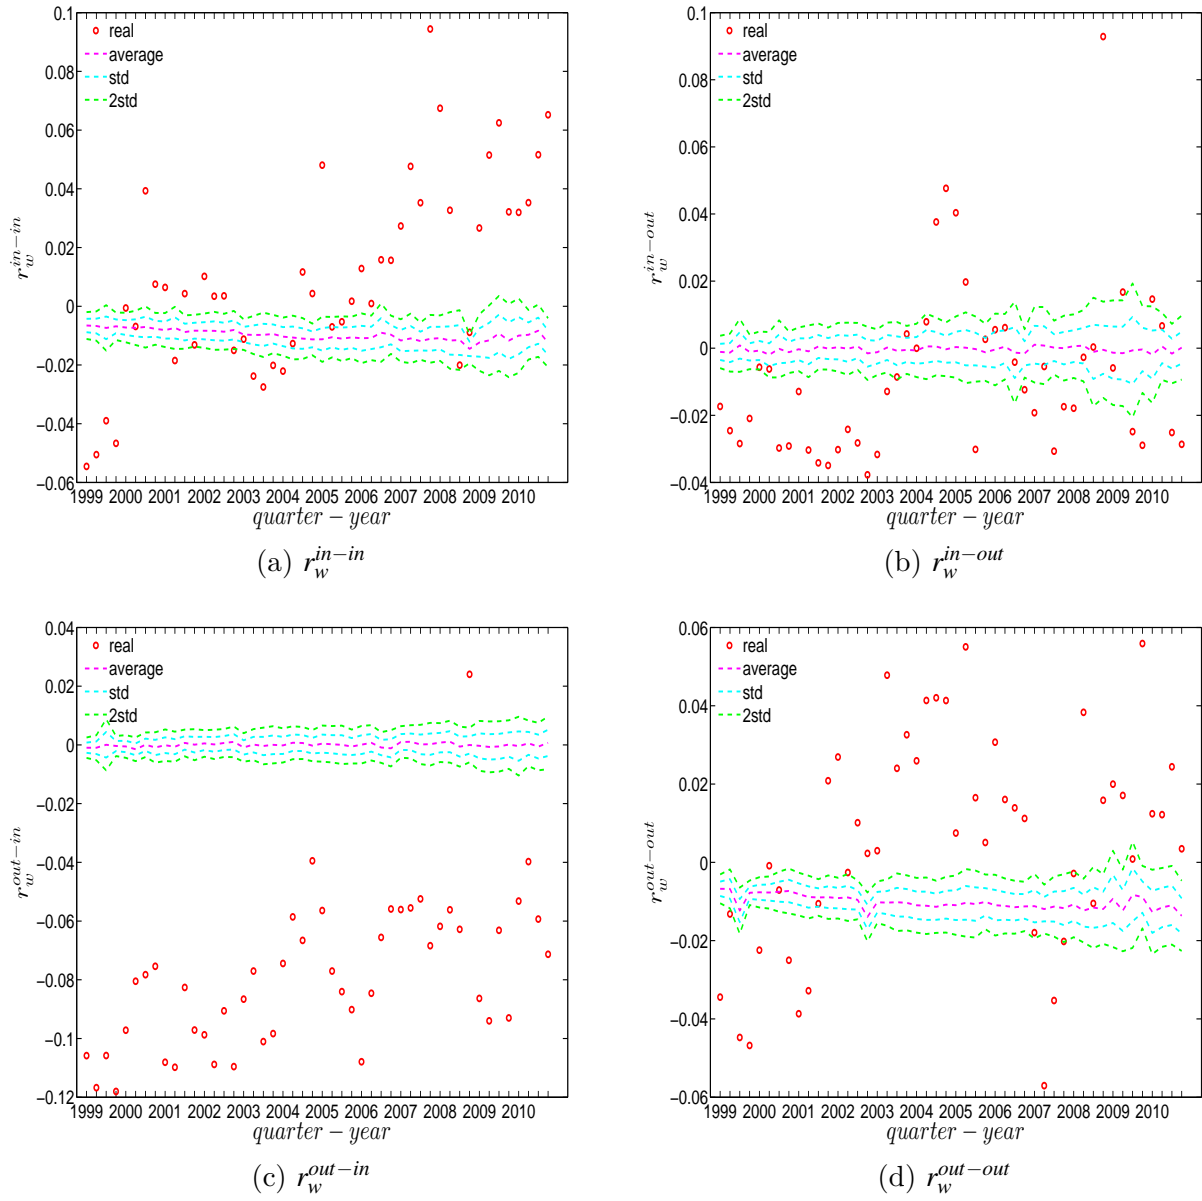 0.1
0.08
0.06
0.04
0.02
0
−0.02
−0.04
−0.06
real
average
std
2std
r_w^{in−in}
1999 2000 2001 2002 2003 2004 2005 2006 2007 2008 2009 2010
quarter − year
(a) r_w^{in−in}
0.1
0.08
0.06
0.04
0.02
0
−0.02
−0.04
real
average
std
2std
r_w^{in−out}
1999 2000 2001 2002 2003 2004 2005 2006 2007 2008 2009 2010
quarter − year
(b) r_w^{in−out}
0.04
0.02
0
−0.02
−0.04
−0.06
−0.08
−0.1
−0.12
real
average
std
2std
r_w^{out−in}
1999 2000 2001 2002 2003 2004 2005 2006 2007 2008 2009 2010
quarter − year
(c) r_w^{out−in}
0.06
0.04
0.02
0
−0.02
−0.04
−0.06
real
average
std
2std
r_w^{out−out}
1999 2000 2001 2002 2003 2004 2005 2006 2007 2008 2009 2010
quarter − year
(d) r_w^{out−out}